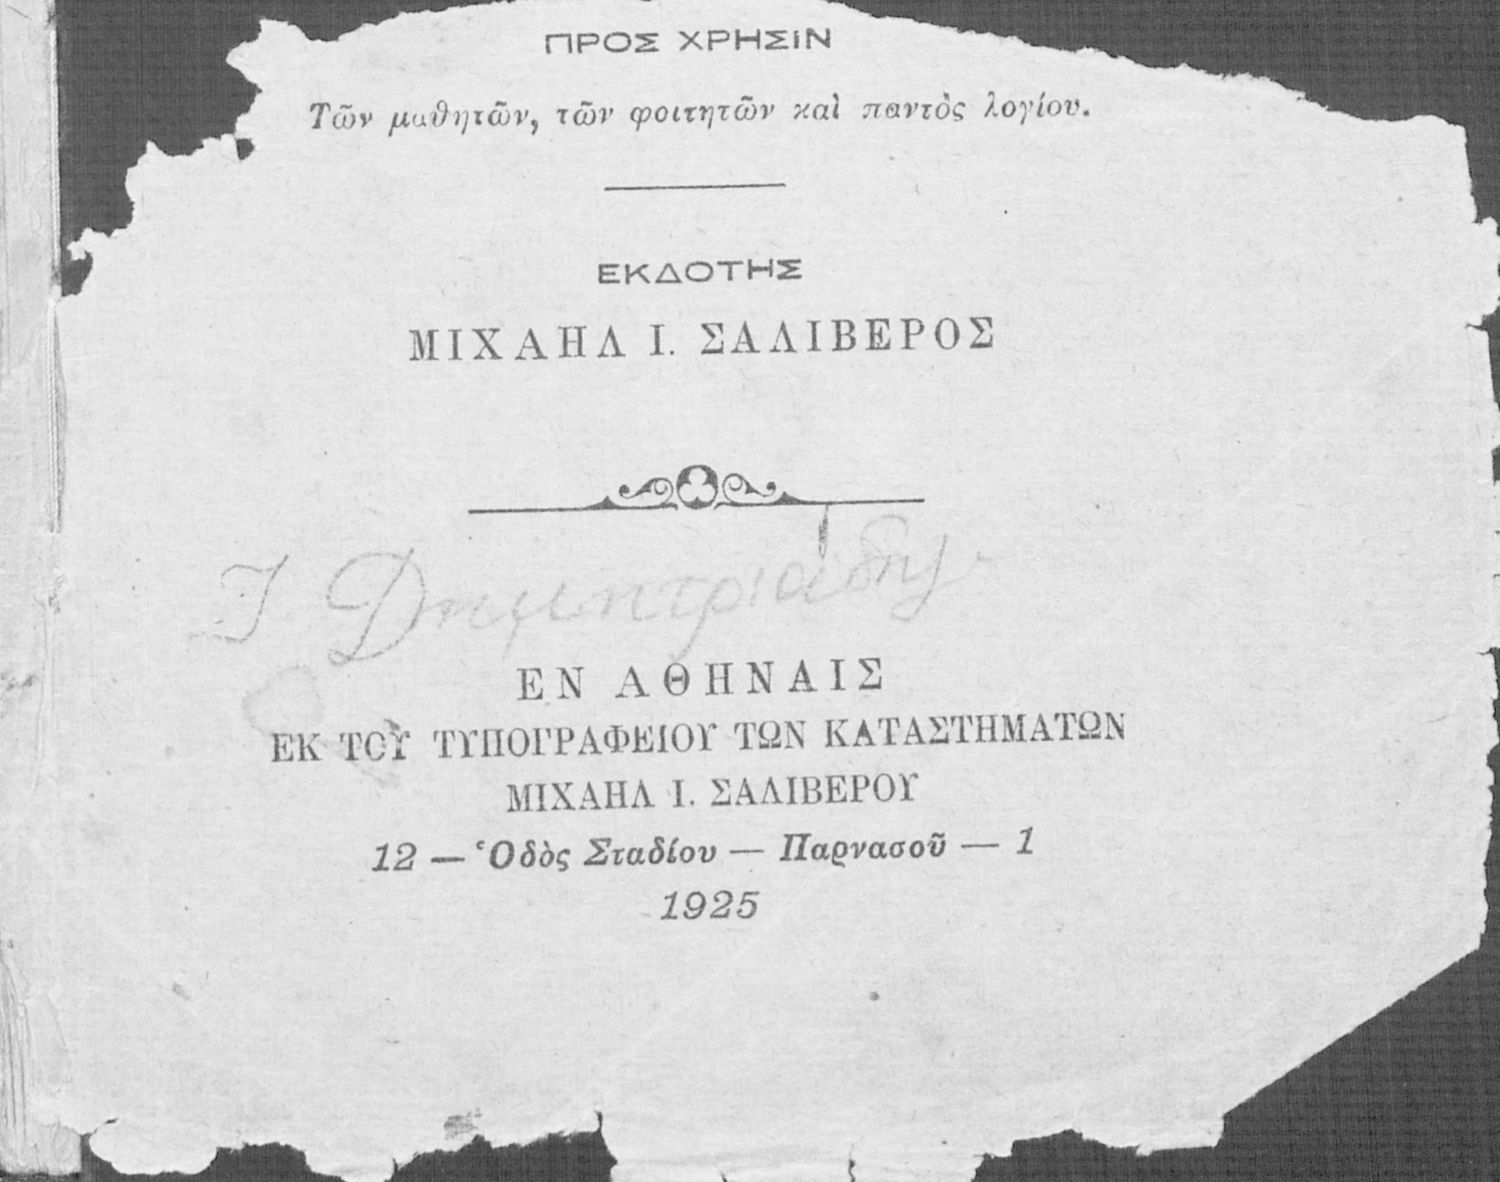 ΠΡΟΣ ΧΡΗΣΙΝ
Τῶν μαθητῶν, τῶν φοιτητῶν καὶ παντὸς λογίου.
ΕΚΔΟΤΗΣ
ΜΙΧΑΗΛ Ι. ΣΑΛΙΒΕΡΟΣ
Ι Δημητριάδης
ΕΝ ΑΘΗΝΑΙΣ
ΕΚ ΤΟΥ ΤΥΠΟΓΡΑΦΕΙΟΥ ΤΩΝ ΚΑΤΑΣΤΗΜΑΤΩΝ
ΜΙΧΑΗΛ Ι. ΣΑΛΙΒΕΡΟΥ
12 — Ὁδὸς Σταδίου — Παρνασοῦ — 1
1925